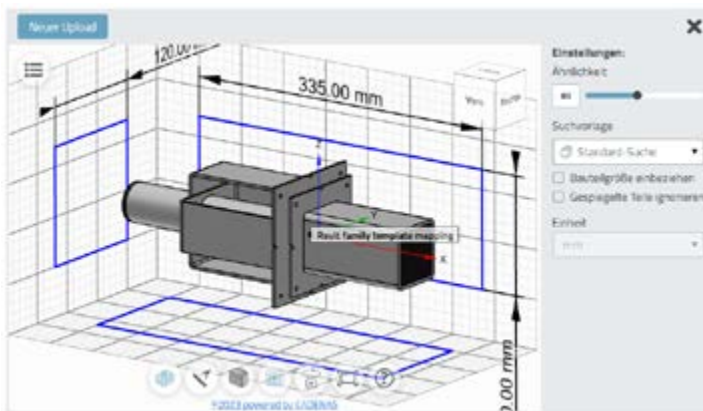 Neuer Upload
120.00
335.00 mm
Einstellungen:
Ähnlichkeit
Suchvorlage
Standard-Suche
Bauteilgröße einbeziehen
Gespiegelte Teile ignorieren
Einheit
mm
Z
Y
X
Revit family template mapping
0.00 mm
©2023 powered by CADENAS